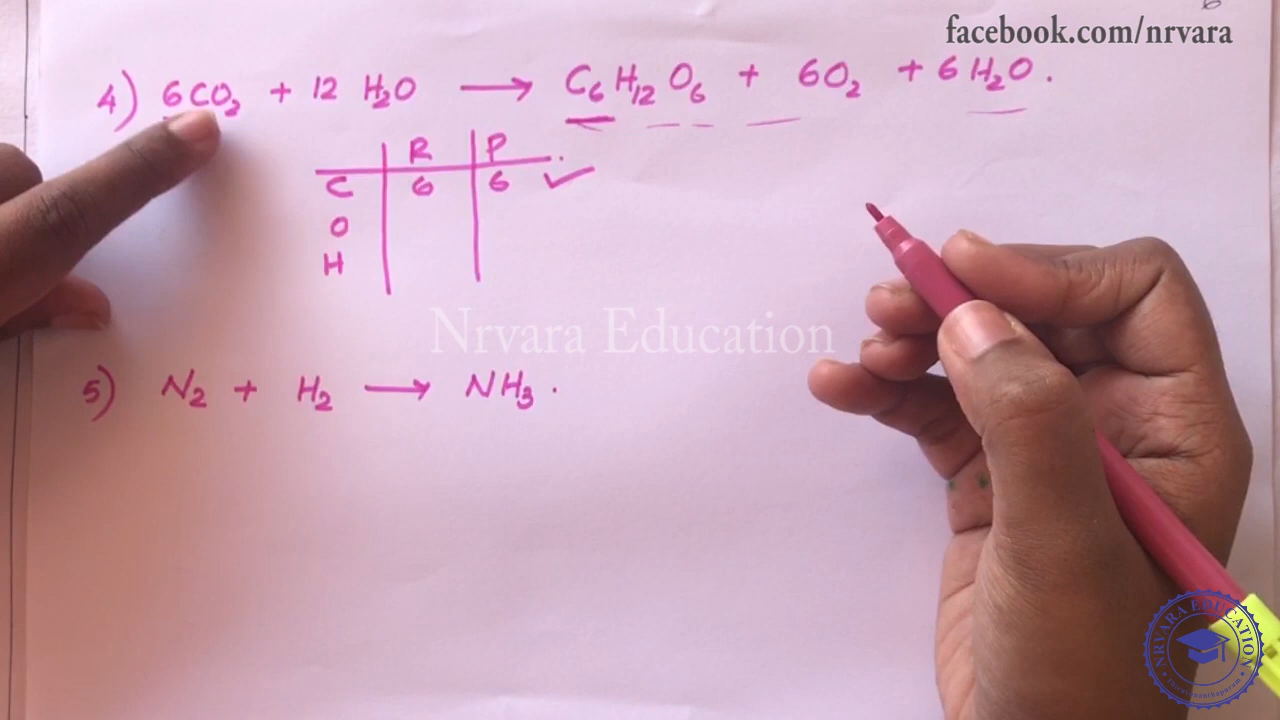 facebook.com/nrvara
4) 6CO₂ + 12 H₂O → C₆H₁₂O₆ + 6O₂ + 6H₂O.
R P
C 6 6 ✓
O
H
Nrvara Education
5) N₂ + H₂ → NH₃.
NRVARA EDUCATION
Thiruvananthapuram